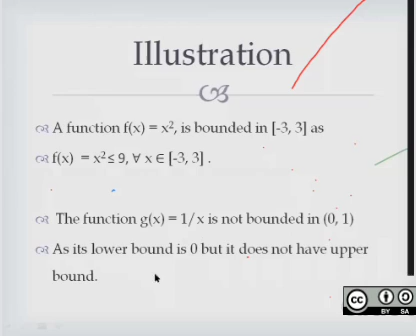 Illustration
A function f(x) = x², is bounded in [-3, 3] as
f(x) = x² ≤ 9, ∀ x ∈ [-3, 3] .
The function g(x) = 1/x is not bounded in (0, 1)
As its lower bound is 0 but it does not have upper
bound.
cc
BY SA